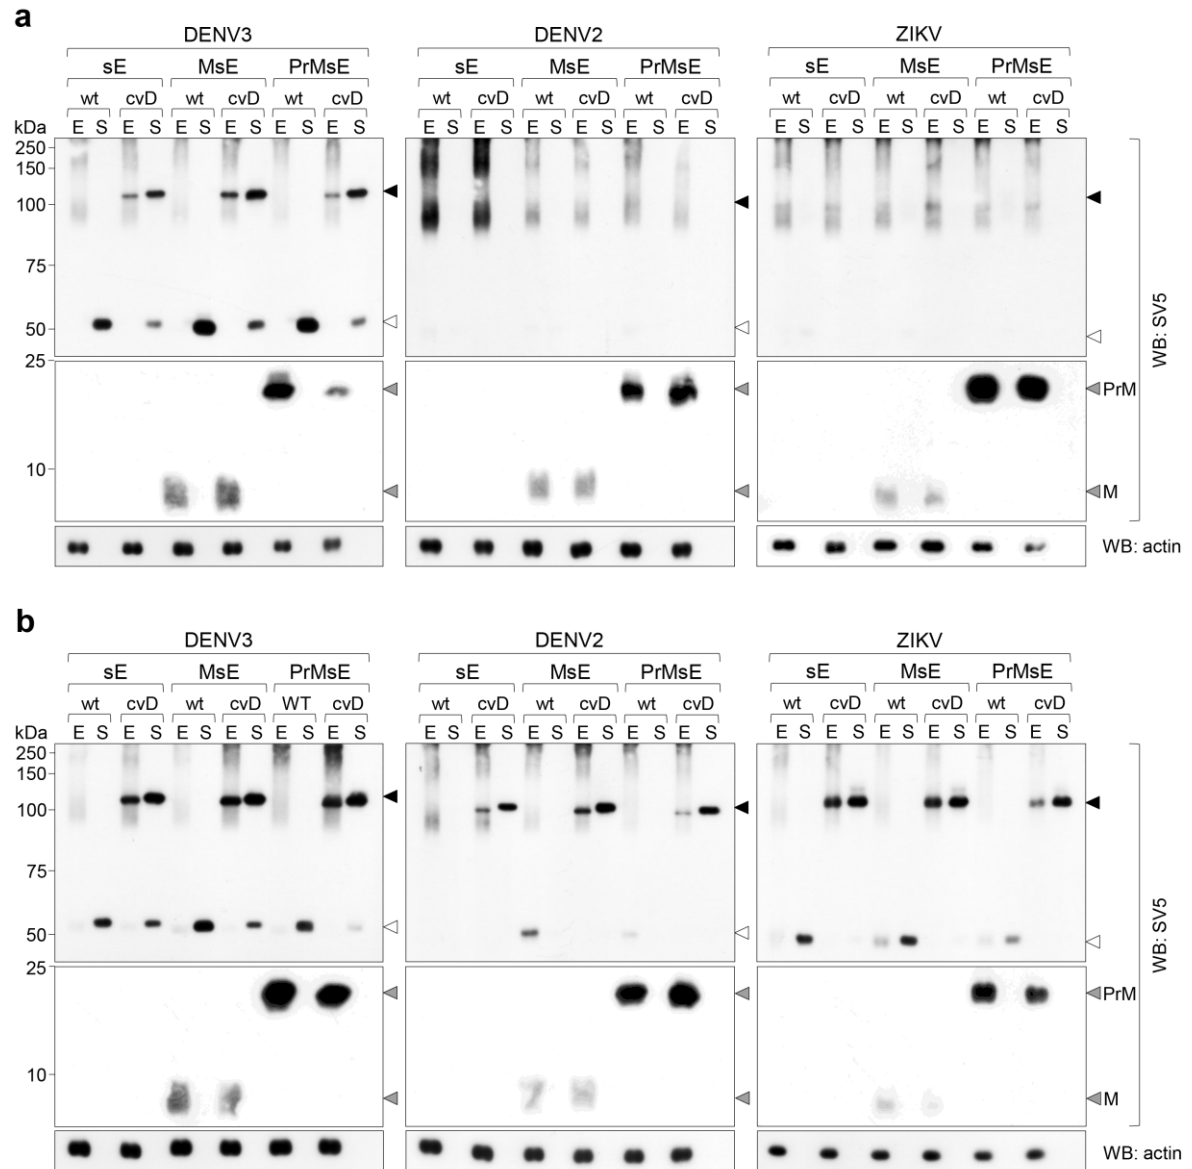 a
DENV3 DENV2 ZIKV
sE MsE PrMsE sE MsE PrMsE sE MsE PrMsE
wt cvD wt cvD wt cvD wt cvD wt cvD wt cvD wt cvD wt cvD wt cvD
kDa E S E S E S E S E S E S E S E S E S E S E S E S E S E S E S E S E S E S
250
150
100
75
50
WB: SV5
25
PrM
10
M
WB: actin
b
DENV3 DENV2 ZIKV
sE MsE PrMsE sE MsE PrMsE sE MsE PrMsE
wt cvD wt cvD WT cvD wt cvD wt cvD wt cvD wt cvD wt cvD wt cvD
kDa E S E S E S E S E S E S E S E S E S E S E S E S E S E S E S E S E S E S
250
150
100
75
50
WB: SV5
25
PrM
10
M
WB: actin